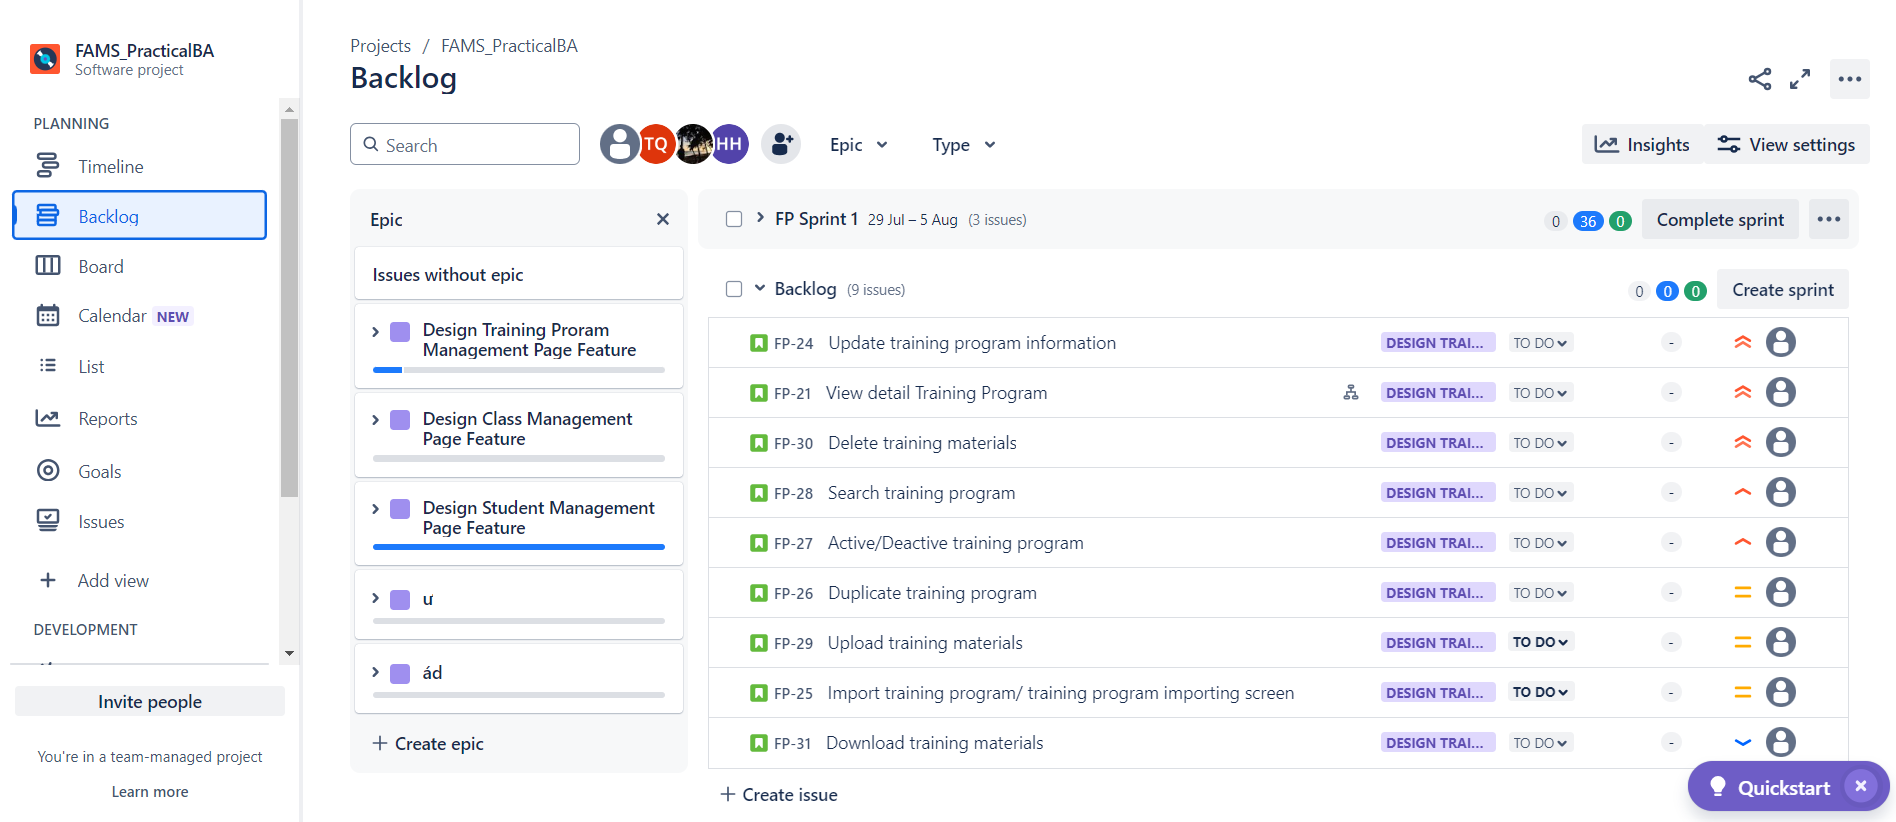 FAMS_PracticalBA
Software project
PLANNING
Timeline
Backlog
Board
Calendar NEW
List
Reports
Goals
Issues
Add view
DEVELOPMENT
Invite people
You're in a team-managed project
Learn more
Projects / FAMS_PracticalBA
Backlog
Search
TQ
HH
Epic
Type
Insights
View settings
Epic
Issues without epic
Design Training Proram
Management Page Feature
Design Class Management
Page Feature
Design Student Management
Page Feature
ư
ád
+ Create epic
FP Sprint 1 29 Jul – 5 Aug (3 issues) 0 36 0 Complete sprint
Backlog (9 issues) 0 0 0 Create sprint
FP-24 Update training program information DESIGN TRAI... TO DO -
FP-21 View detail Training Program DESIGN TRAI... TO DO -
FP-30 Delete training materials DESIGN TRAI... TO DO -
FP-28 Search training program DESIGN TRAI... TO DO -
FP-27 Active/Deactive training program DESIGN TRAI... TO DO -
FP-26 Duplicate training program DESIGN TRAI... TO DO -
FP-29 Upload training materials DESIGN TRAI... TO DO -
FP-25 Import training program/ training program importing screen DESIGN TRAI... TO DO -
FP-31 Download training materials DESIGN TRAI... TO DO -
+ Create issue
Quickstart